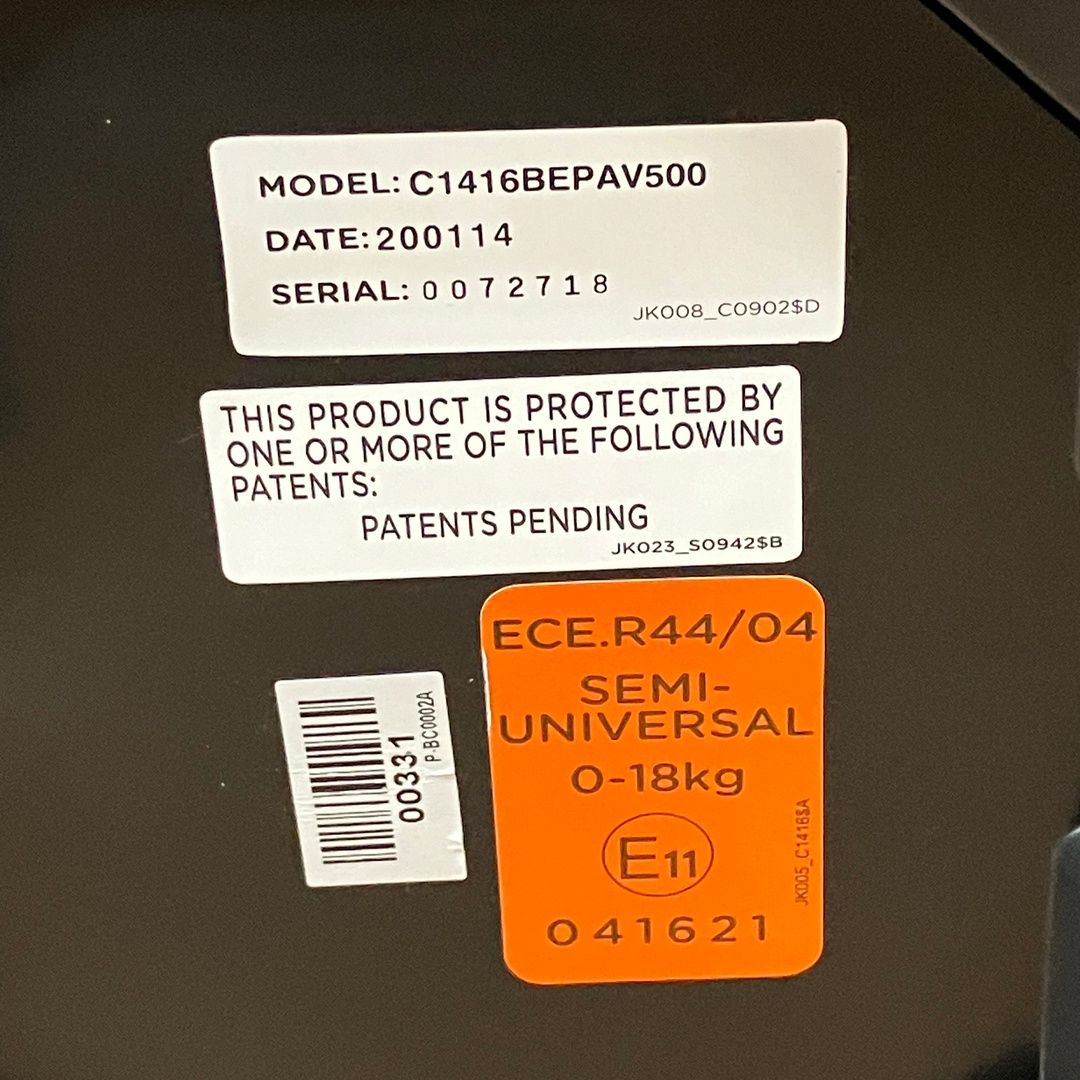 MODEL: C1416BEPAV500
DATE: 200114
SERIAL: 0072718
JK008_C0902$D
THIS PRODUCT IS PROTECTED BY
ONE OR MORE OF THE FOLLOWING
PATENTS:
PATENTS PENDING
JK023_S0942$B
00331
P-BC0002A
ECE.R44/04
SEMI-
UNIVERSAL
0-18kg
E11
041621
JK005_C1416$A